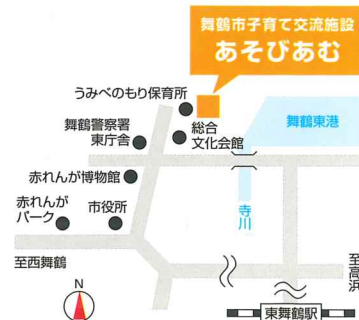 舞鶴市子育て交流施設
あそびあむ
うみべのもり保育所
舞鶴警察署
東庁舎
総合
文化会館
舞鶴東港
赤れんが博物館
赤れんが
パーク
市役所
寺川
至西舞鶴
至高浜
N
東舞鶴駅